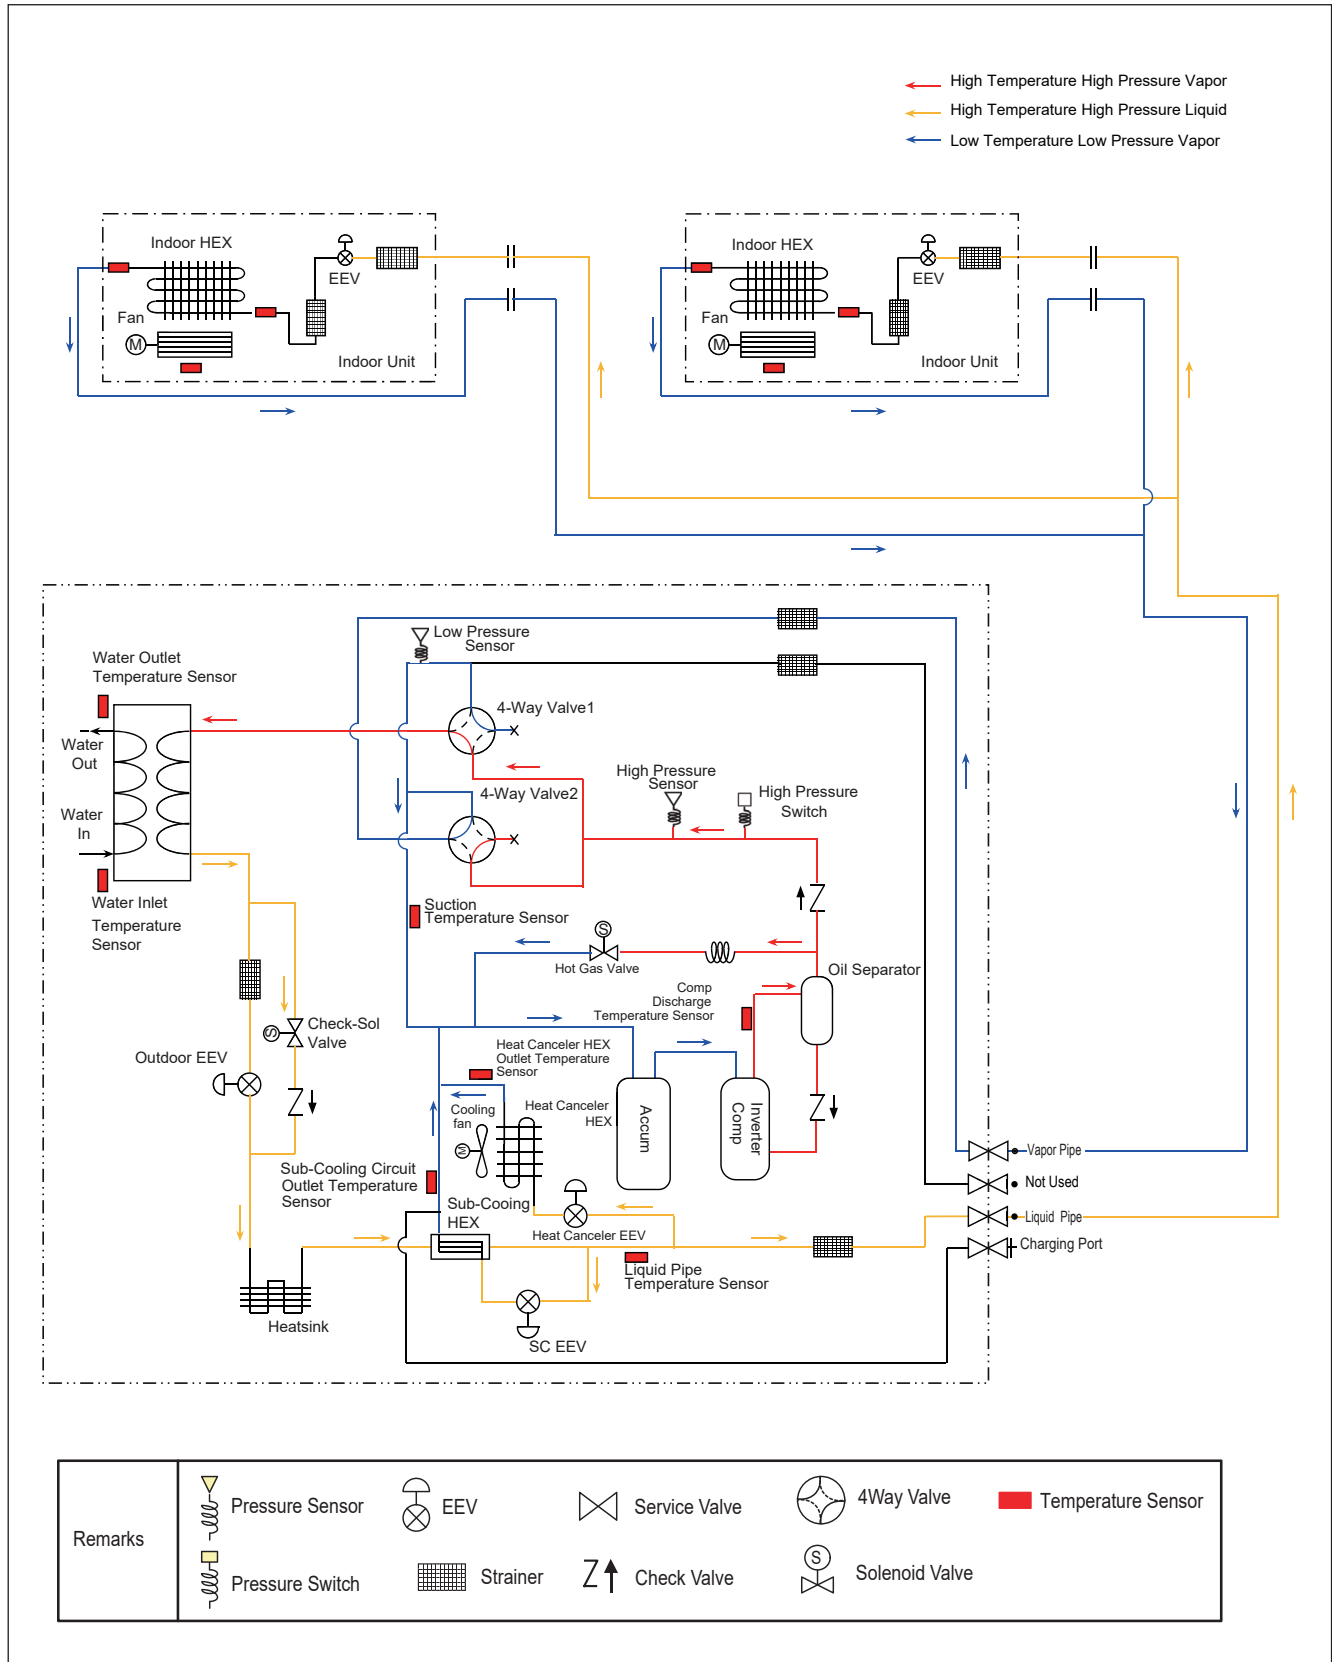 High Temperature High Pressure Vapor
High Temperature High Pressure Liquid
Low Temperature Low Pressure Vapor
Indoor HEX
EEV
Fan
M
Indoor Unit
Indoor HEX
EEV
Fan
M
Indoor Unit
Low Pressure
Sensor
Water Outlet
Temperature Sensor
4-Way Valve1
Water
Out
High Pressure
Sensor
4-Way Valve2
High Pressure
Switch
Water
In
Water Inlet
Temperature
Sensor
Suction
Temperature Sensor
S
Hot Gas Valve
Oil Separator
Comp
Discharge
Temperature Sensor
S
Check-Sol
Valve
Outdoor EEV
Heat Canceler HEX
Outlet Temperature
Sensor
Cooling
fan
M
Heat Canceler
HEX
Accum
Inverter
Comp
Sub-Cooling Circuit
Outlet Temperature
Sensor
Sub-Cooing
HEX
Heat Canceler EEV
Liquid Pipe
Temperature Sensor
Vapor Pipe
Not Used
Liquid Pipe
Charging Port
Heatsink
SC EEV
Remarks
Pressure Sensor
EEV
Service Valve
4Way Valve
Temperature Sensor
Pressure Switch
Strainer
Check Valve
S
Solenoid Valve